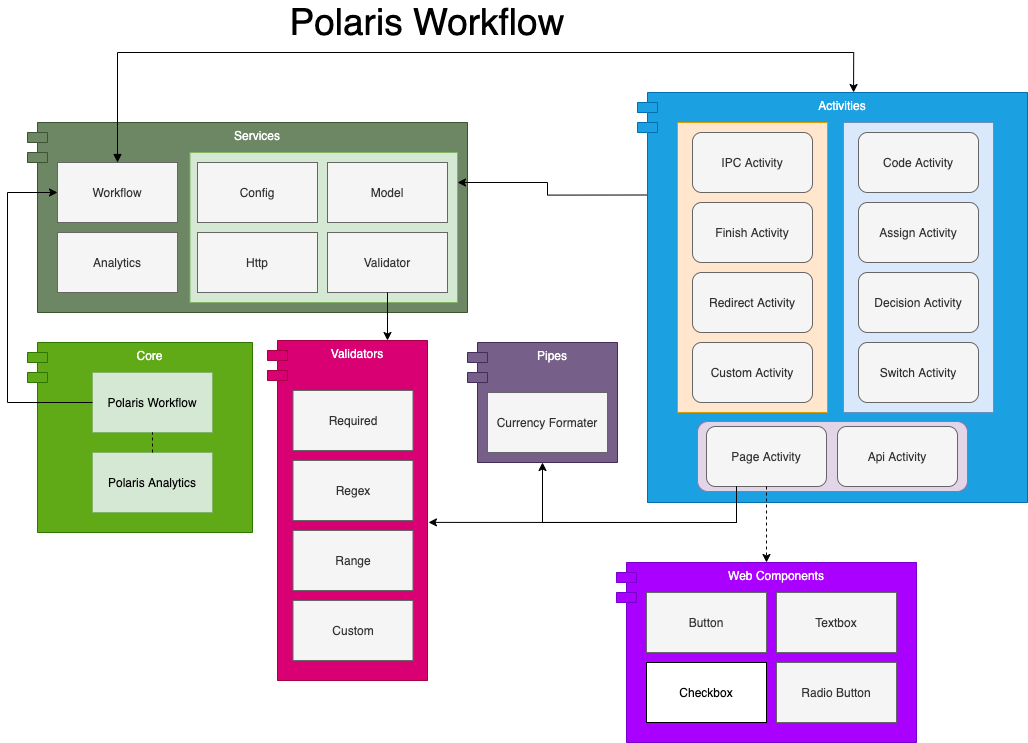 Polaris Workflow
Services
Workflow
Config
Model
Analytics
Http
Validator
Activities
IPC Activity
Code Activity
Finish Activity
Assign Activity
Redirect Activity
Decision Activity
Custom Activity
Switch Activity
Page Activity
Api Activity
Core
Polaris Workflow
Polaris Analytics
Validators
Required
Regex
Range
Custom
Pipes
Currency Formater
Web Components
Button
Textbox
Checkbox
Radio Button